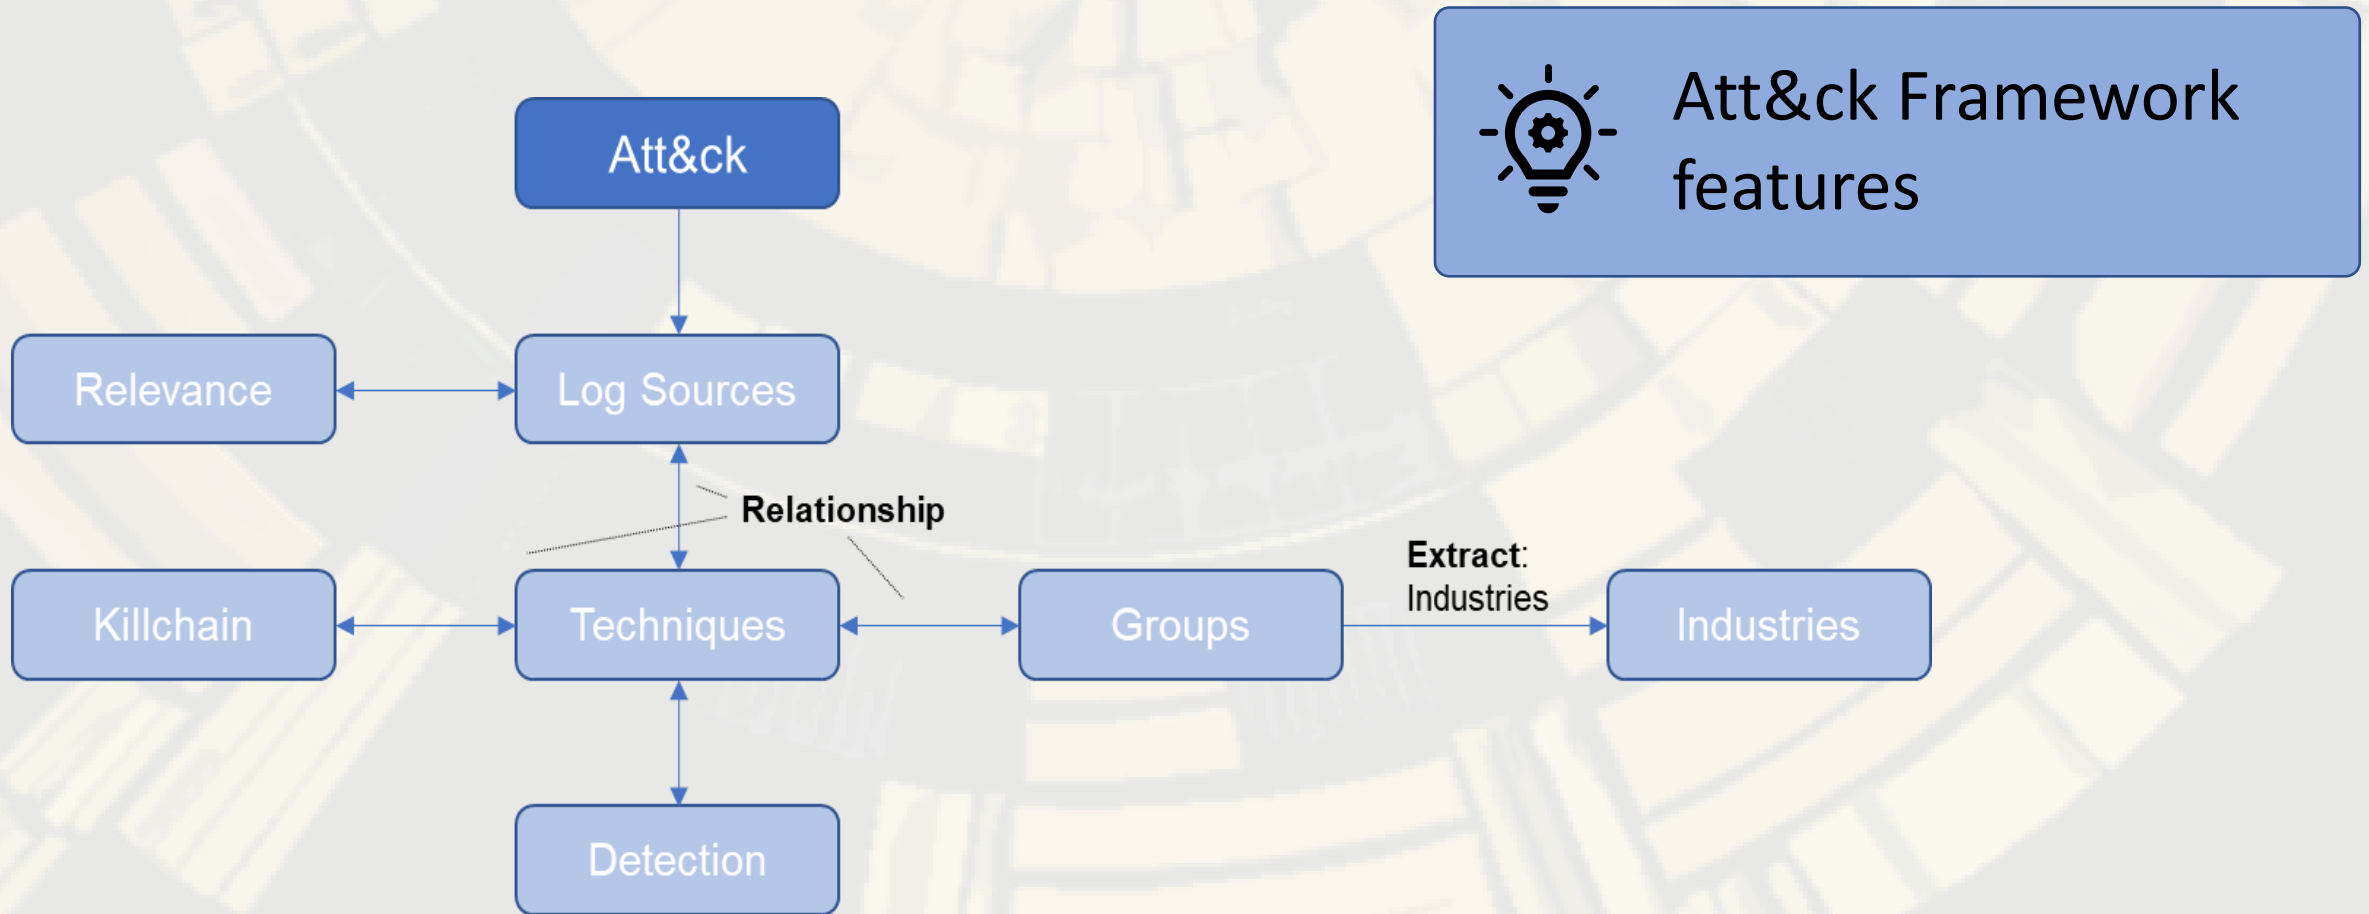 Att&ck Framework
features
Att&ck
Relevance
Log Sources
Relationship
Extract:
Industries
Killchain
Techniques
Groups
Industries
Detection